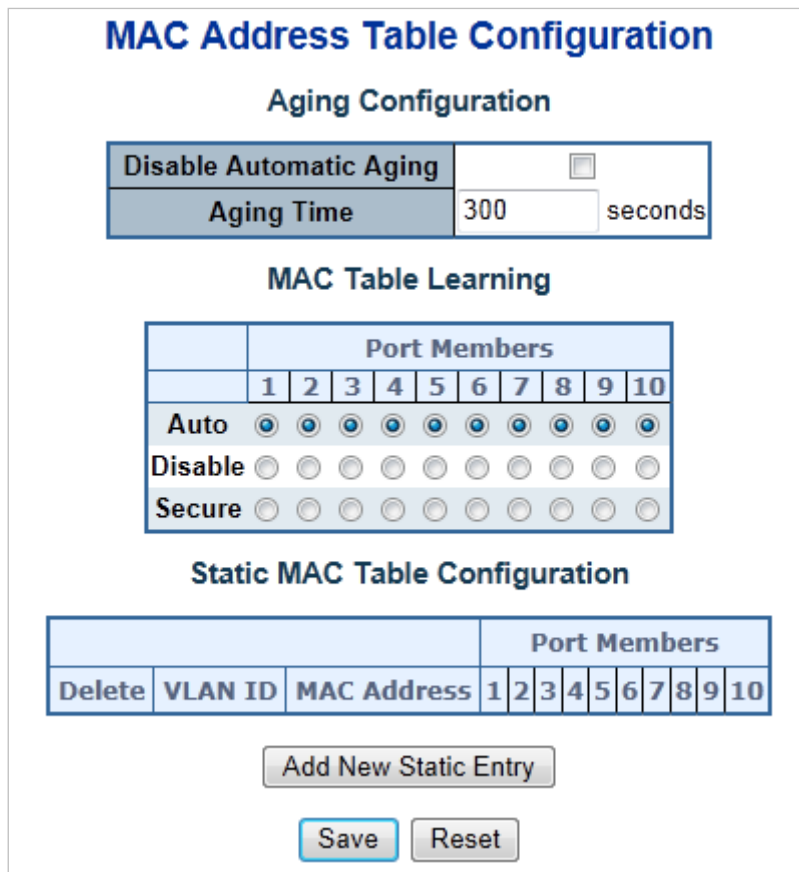 MAC Address Table Configuration
Aging Configuration
Disable Automatic Aging
Aging Time 300 seconds
MAC Table Learning
Port Members
1 2 3 4 5 6 7 8 9 10
Auto
Disable
Secure
Static MAC Table Configuration
Port Members
Delete VLAN ID MAC Address 1 2 3 4 5 6 7 8 9 10
Add New Static Entry
Save Reset